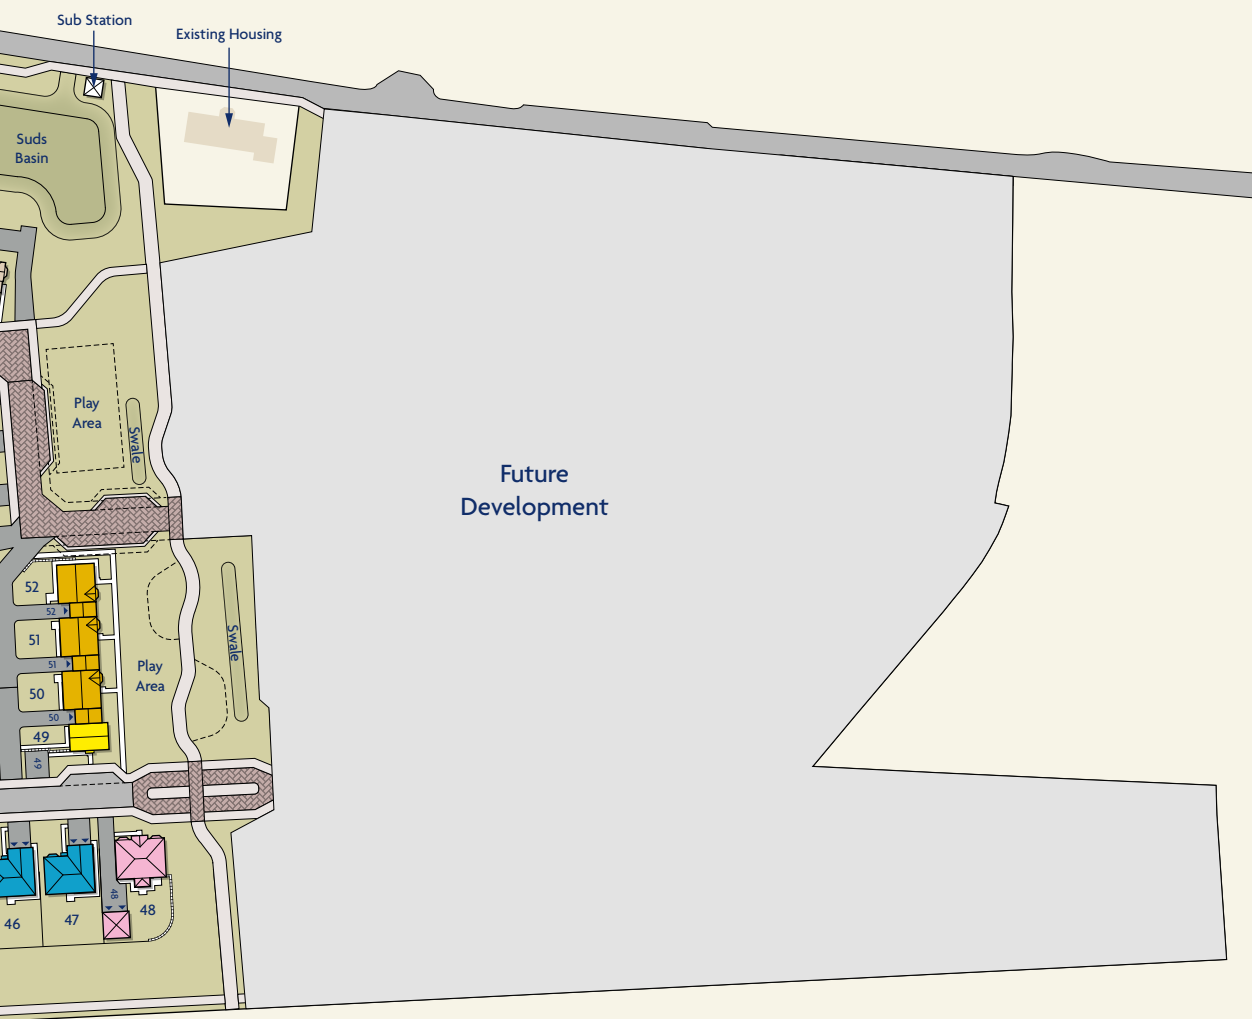 Sub Station
Existing Housing
Suds
Basin
Play
Area
Swale
Future
Development
52
52
51
51
50
50
49
49
Play
Area
Swale
46
47
48
48